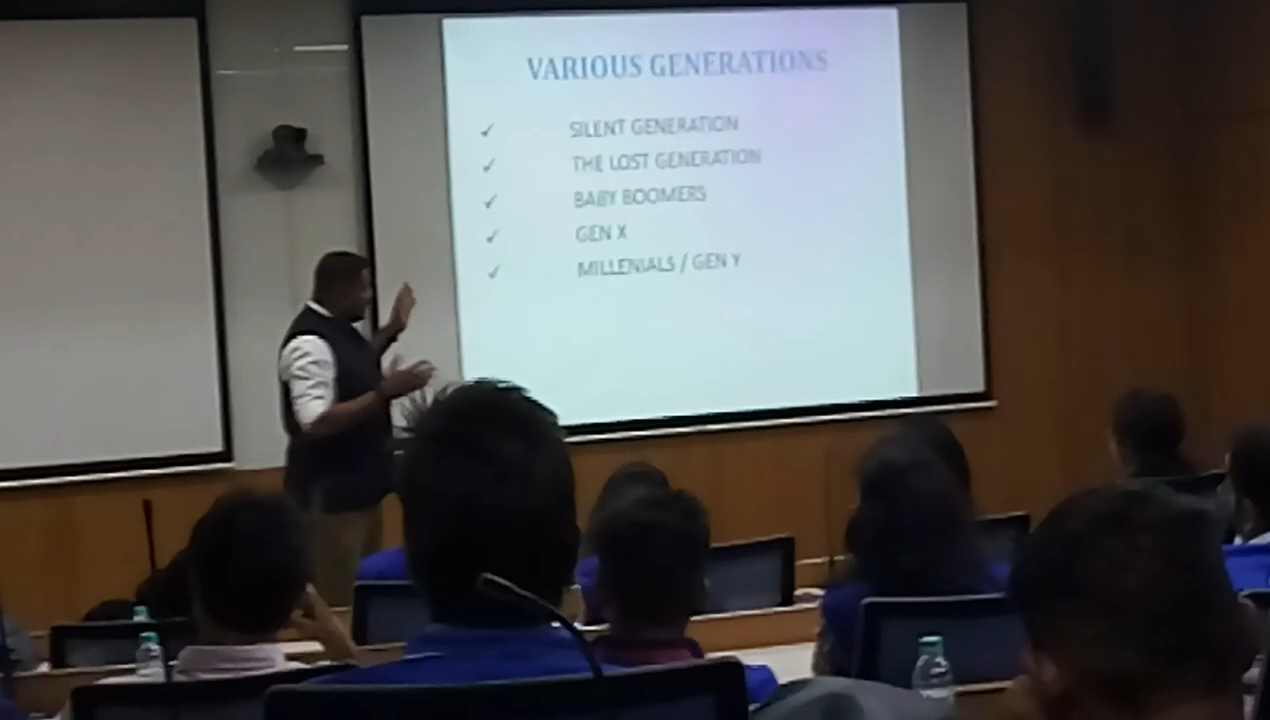 VARIOUS GENERATIONS
✓ SILENT GENERATION
✓ THE LOST GENERATION
✓ BABY BOOMERS
✓ GEN X
✓ MILLENIALS / GEN Y